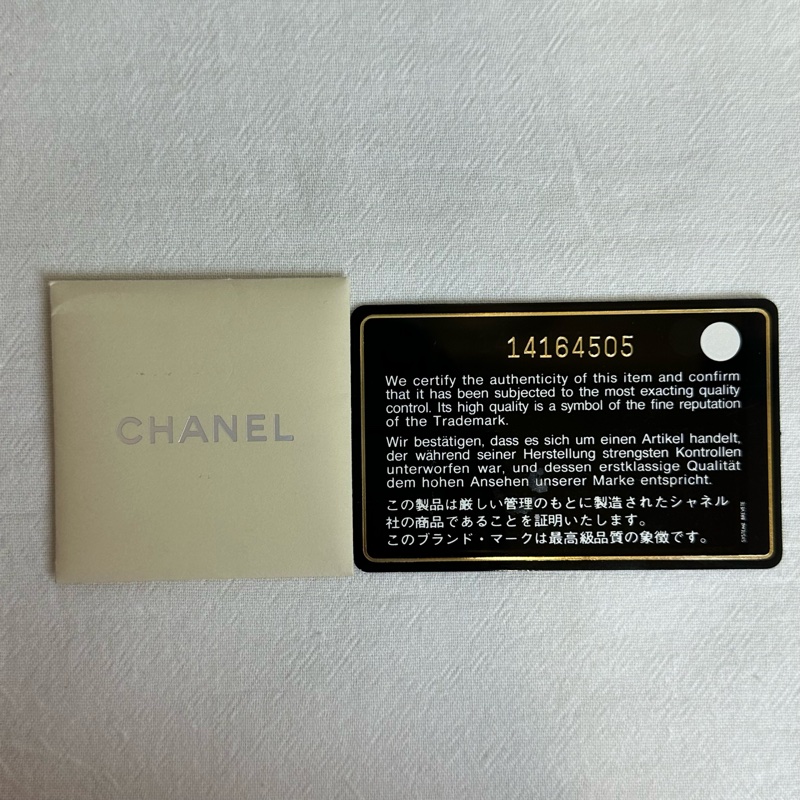 CHANEL
14164505
We certify the authenticity of this item and confirm
that it has been subjected to the most exacting quality
control. Its high quality is a symbol of the fine reputation
of the Trademark.
Wir bestätigen, dass es sich um einen Artikel handelt,
der während seiner Herstellung strengsten Kontrollen
unterworfen war, und dessen erstklassige Qualität
dem hohen Ansehen unserer Marke entspricht.
この製品は厳しい管理のもとに製造されたシャネル
社の商品であることを証明いたします。
このブランド・マークは最高級品質の象徴です。
SYSTEME BREVETE